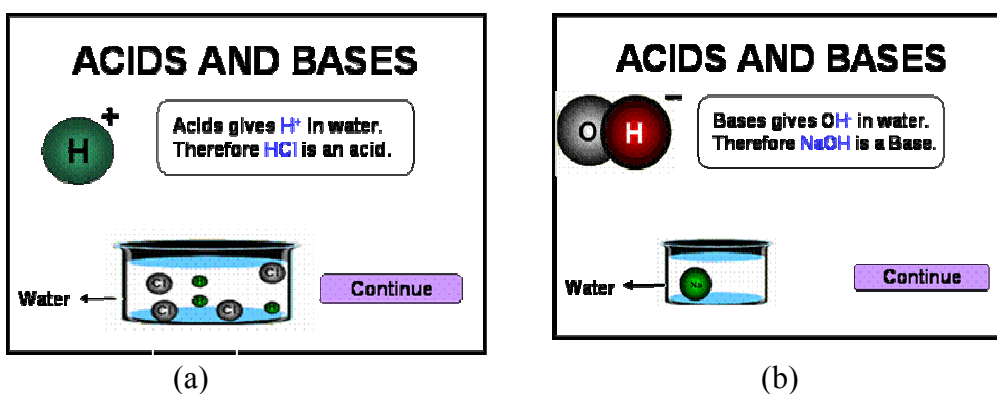 ACIDS AND BASES
H+
Acids gives H+ in water.
Therefore HCl is an acid.
Cl
H
Cl
H
Cl
Cl
H
Water
Continue
(a)
ACIDS AND BASES
O H −
Bases gives OH- in water.
Therefore NaOH is a Base.
Na
Water
Continue
(b)